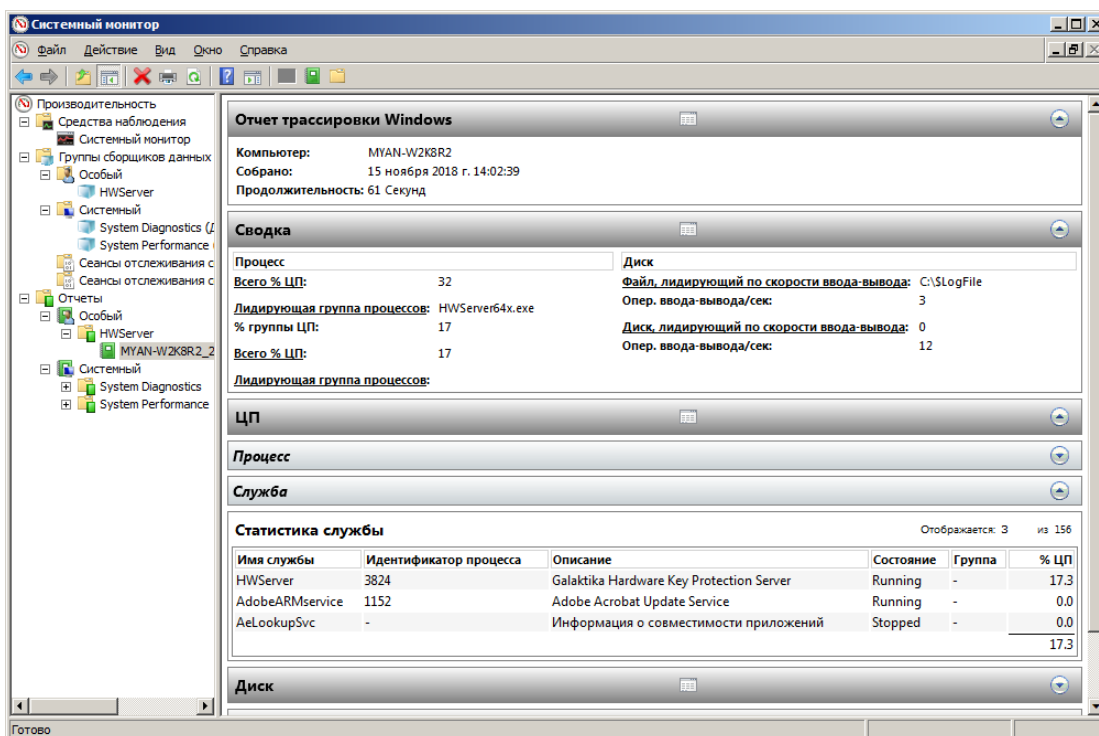 Системный монитор
Файл Действие Вид Окно Справка
Производительность
Средства наблюдения
Системный монитор
Группы сборщиков данных
Особый
HWServer
Системный
System Diagnostics (Д
System Performance (
Сеансы отслеживания с
Сеансы отслеживания с
Отчеты
Особый
HWServer
MYAN-W2K8R2_2
Системный
System Diagnostics
System Performance
Отчет трассировки Windows
Компьютер: MYAN-W2K8R2
Собрано: 15 ноября 2018 г. 14:02:39
Продолжительность: 61 Секунд
Сводка
Процесс Диск
Всего % ЦП: 32 Файл, лидирующий по скорости ввода-вывода: C:\$LogFile
Опер. ввода-вывода/сек: 3
Лидирующая группа процессов: HWServer64x.exe
% группы ЦП: 17 Диск, лидирующий по скорости ввода-вывода: 0
Опер. ввода-вывода/сек: 12
Всего % ЦП: 17
Лидирующая группа процессов:
ЦП
Процесс
Служба
Статистика службы Отображается: 3 из 156
Имя службы Идентификатор процесса Описание Состояние Группа % ЦП
HWServer 3824 Galaktika Hardware Key Protection Server Running - 17.3
AdobeARMservice 1152 Adobe Acrobat Update Service Running - 0.0
AeLookupSvc - Информация о совместимости приложений Stopped - 0.0
17.3
Диск
Готово